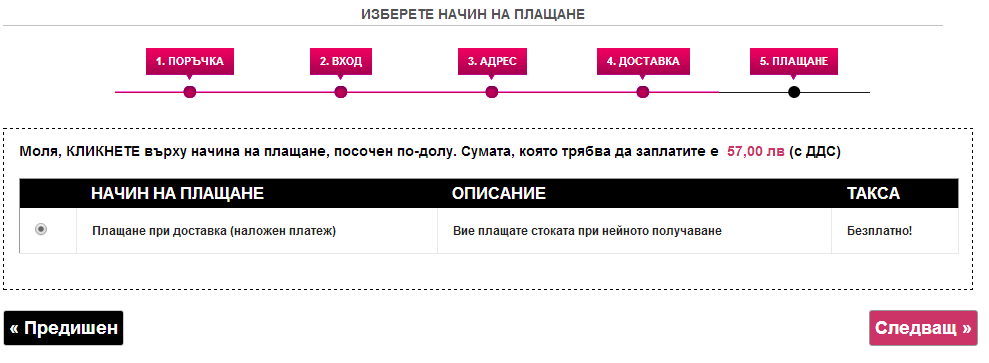 ИЗБЕРЕТЕ НАЧИН НА ПЛАЩАНЕ
1. ПОРЪЧКА 2. ВХОД 3. АДРЕС 4. ДОСТАВКА 5. ПЛАЩАНЕ
Моля, КЛИКНЕТЕ върху начина на плащане, посочен по-долу. Сумата, която трябва да заплатите е 57,00 лв (с ДДС)
НАЧИН НА ПЛАЩАНЕ ОПИСАНИЕ ТАКСА
Плащане при доставка (наложен платеж) Вие плащате стоката при нейното получаване Безплатно!
« Предишен Следващ »